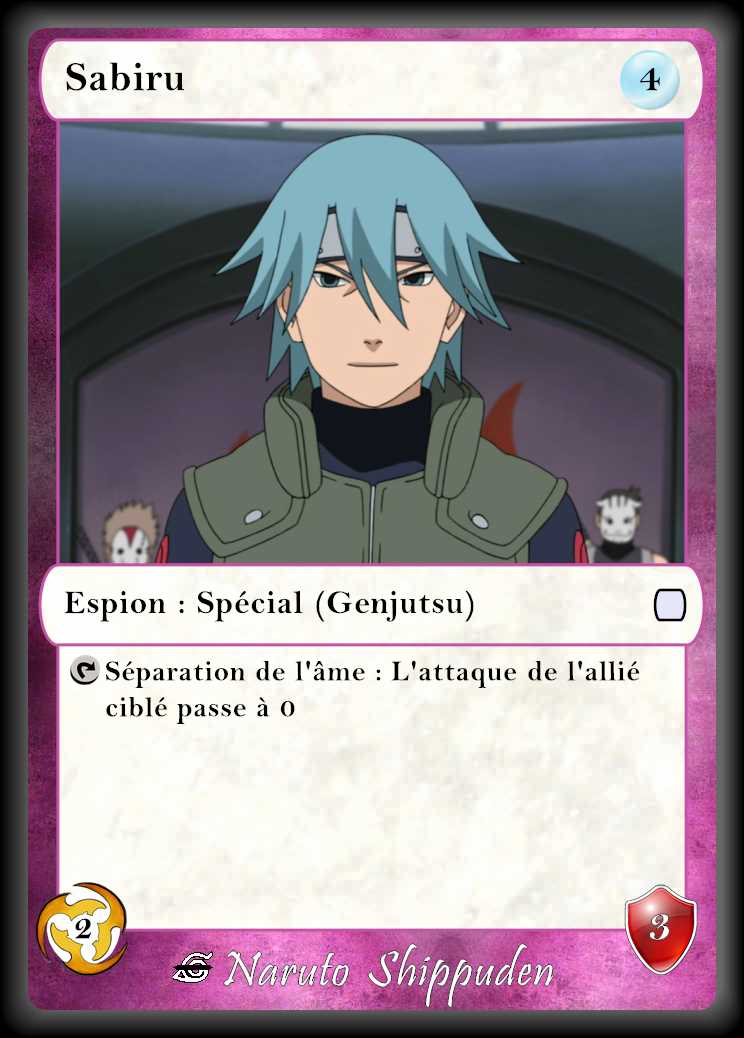 Sabiru
4
Espion : Spécial (Genjutsu)
Séparation de l'âme : L'attaque de l'allié
ciblé passe à 0
2
3
Naruto Shippuden